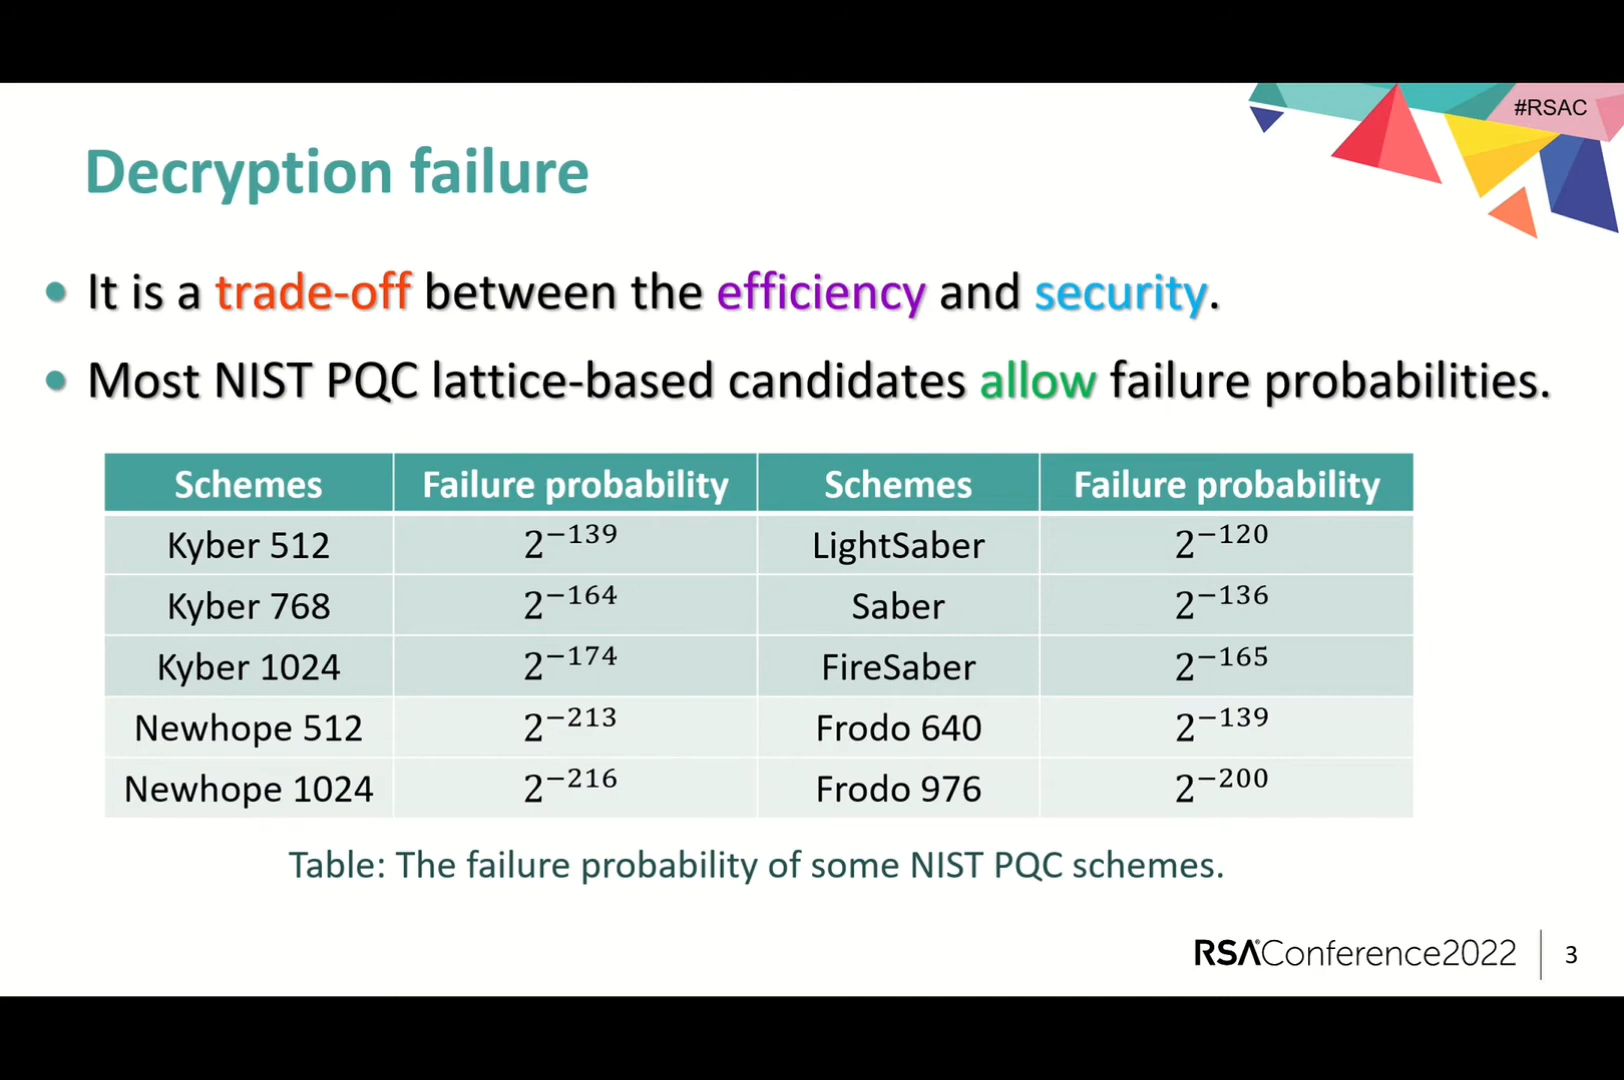 #RSAC
Decryption failure
• It is a trade-off between the efficiency and security.
• Most NIST PQC lattice-based candidates allow failure probabilities.
Schemes Failure probability Schemes Failure probability
Kyber 512 2⁻¹³⁹ LightSaber 2⁻¹²⁰
Kyber 768 2⁻¹⁶⁴ Saber 2⁻¹³⁶
Kyber 1024 2⁻¹⁷⁴ FireSaber 2⁻¹⁶⁵
Newhope 512 2⁻²¹³ Frodo 640 2⁻¹³⁹
Newhope 1024 2⁻²¹⁶ Frodo 976 2⁻²⁰⁰
Table: The failure probability of some NIST PQC schemes.
RSAConference2022 3